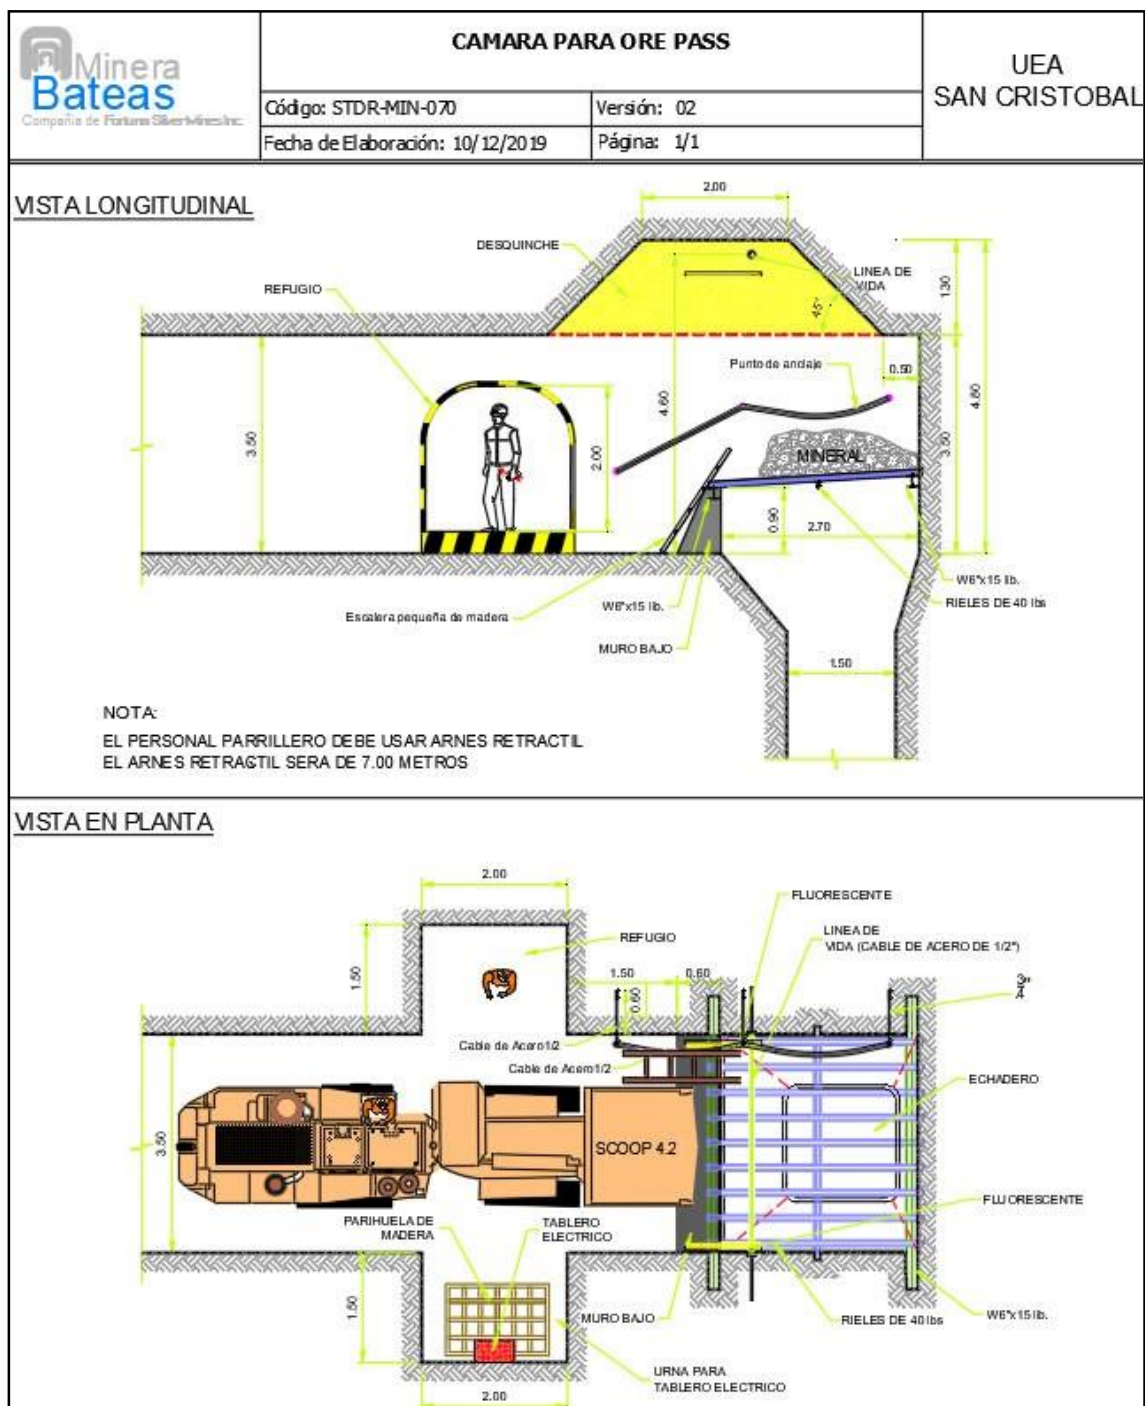 Minera
Bateas
Compañia de Fortuna Silver Mines Inc.
CAMARA PARA ORE PASS
Código: STDR-MIN-070
Versión: 02
Fecha de Elaboración: 10/12/2019
Página: 1/1
UEA
SAN CRISTOBAL
VISTA LONGITUDINAL
2.00
DESQUINCHE
REFUGIO
LINEA DE
VIDA
45°
1.30
4.80
Punto de anclaje
0.50
4.60
3.50
2.00
3.50
MINERAL
0.90
2.70
W6"x15 lb.
RIELES DE 40 lbs
Escalera pequeña de madera
W6"x15 lb.
MURO BAJO
1.50
NOTA:
EL PERSONAL PARRILLERO DEBE USAR ARNES RETRACTIL
EL ARNES RETRACTIL SERA DE 7.00 METROS
VISTA EN PLANTA
2.00
FLUORESCENTE
REFUGIO
LINEA DE
VIDA (CABLE DE ACERO DE 1/2")
1.50
1.50
0.60
0.60
Cable de Acero1/2
Cable de Acero1/2
ECHADERO
3.50
SCOOP 4.2
FLUORESCENTE
PARIHUELA DE
MADERA
TABLERO
ELECTRICO
1.50
MURO BAJO
RIELES DE 40 lbs
W6"x15 lb.
URNA PARA
TABLERO ELECTRICO
2.00